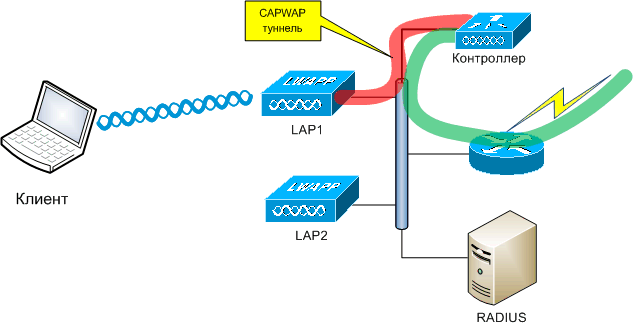 CAPWAP
туннель
Контроллер
LWAPP
LAP1
Клиент
LWAPP
LAP2
RADIUS